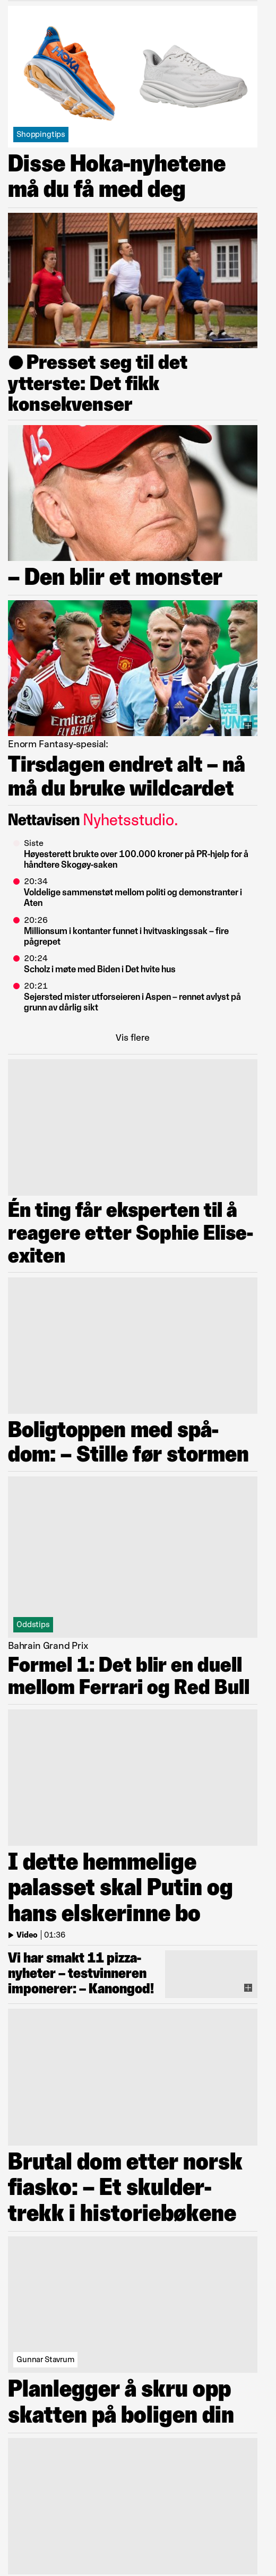 Shoppingtips
Disse Hoka-nyhetene
må du få med deg
● Presset seg til det
ytterste: Det fikk
konsekvenser
– Den blir et monster
Enorm Fantasy-spesial:
Tirsdagen endret alt – nå
må du bruke wildcardet
Nettavisen Nyhetsstudio.
Siste
Høyesterett brukte over 100.000 kroner på PR-hjelp for å
håndtere Skogøy-saken
20:34
Voldelige sammenstøt mellom politi og demonstranter i
Aten
20:26
Millionsum i kontanter funnet i hvitvaskingssak – fire
pågrepet
20:24
Scholz i møte med Biden i Det hvite hus
20:21
Sejersted mister utforseieren i Aspen – rennet avlyst på
grunn av dårlig sikt
Vis flere
Én ting får eksperten til å
reagere etter Sophie Elise-
exiten
Boligtoppen med spå-
dom: – Stille før stormen
Oddstips
Bahrain Grand Prix
Formel 1: Det blir en duell
mellom Ferrari og Red Bull
I dette hemmelige
palasset skal Putin og
hans elskerinne bo
Video | 01:36
Vi har smakt 11 pizza-
nyheter – testvinneren
imponerer: – Kanongod!
Brutal dom etter norsk
fiasko: – Et skulder-
trekk i historiebøkene
Gunnar Stavrum
Planlegger å skru opp
skatten på boligen din